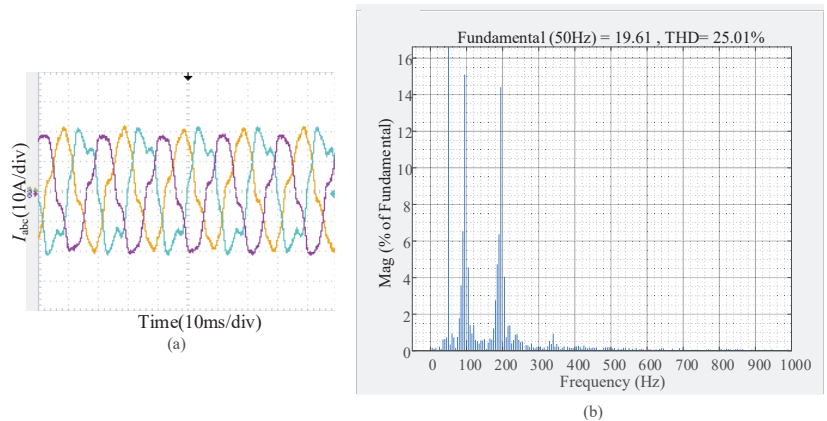 I_abc(10A/div)
Time(10ms/div)
(a)
Fundamental (50Hz) = 19.61 , THD= 25.01%
Mag (% of Fundamental)
16
14
12
10
8
6
4
2
0
0 100 200 300 400 500 600 700 800 900 1000
Frequency (Hz)
(b)